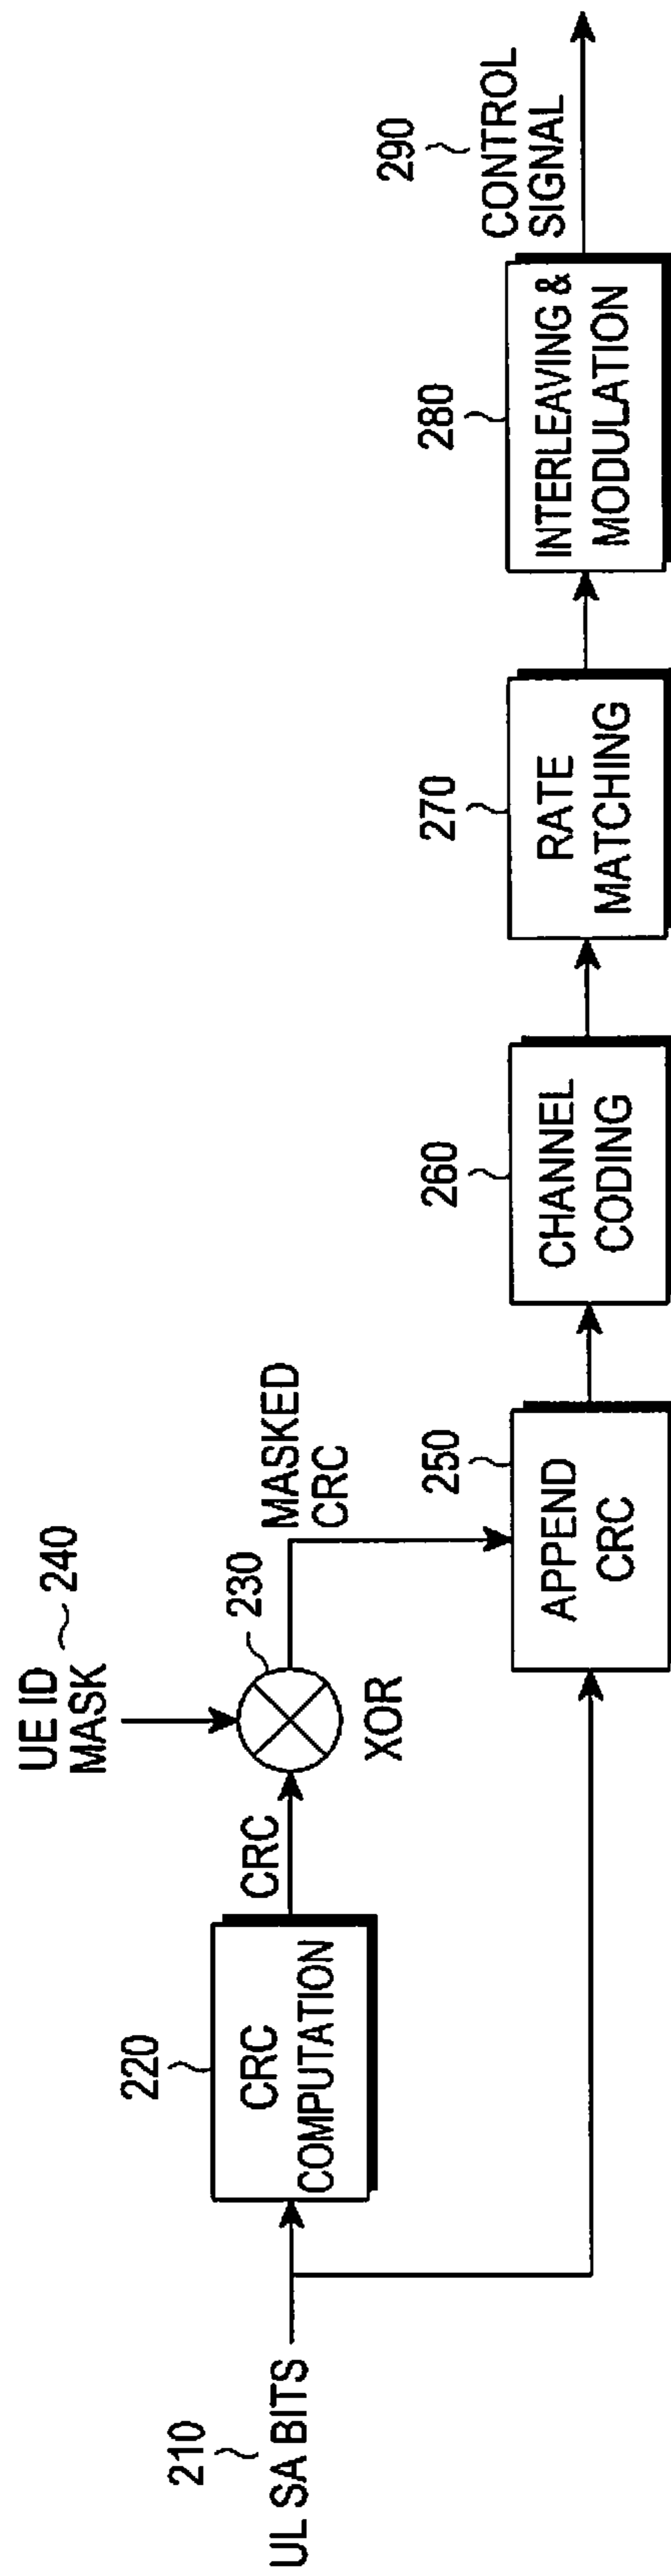 210
UL SA BITS
220
CRC
COMPUTATION
CRC
UE ID
MASK
240
230
XOR
MASKED
CRC
250
APPEND
CRC
260
CHANNEL
CODING
270
RATE
MATCHING
280
INTERLEAVING &
MODULATION
290
CONTROL
SIGNAL